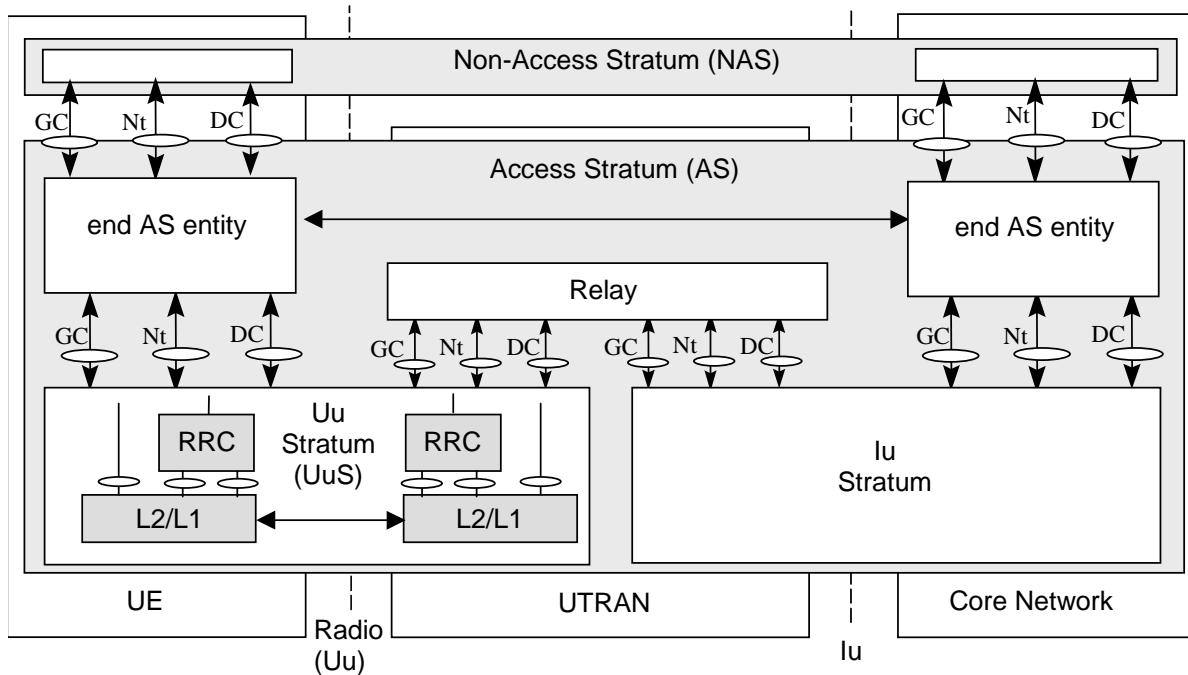 Non-Access Stratum (NAS)
GC Nt DC
GC Nt DC
Access Stratum (AS)
end AS entity
end AS entity
Relay
GC Nt DC
GC Nt DC
GC Nt DC
GC Nt DC
Uu
Stratum
(UuS)
RRC
RRC
L2/L1
L2/L1
Iu
Stratum
UE
UTRAN
Core Network
Radio
(Uu)
Iu